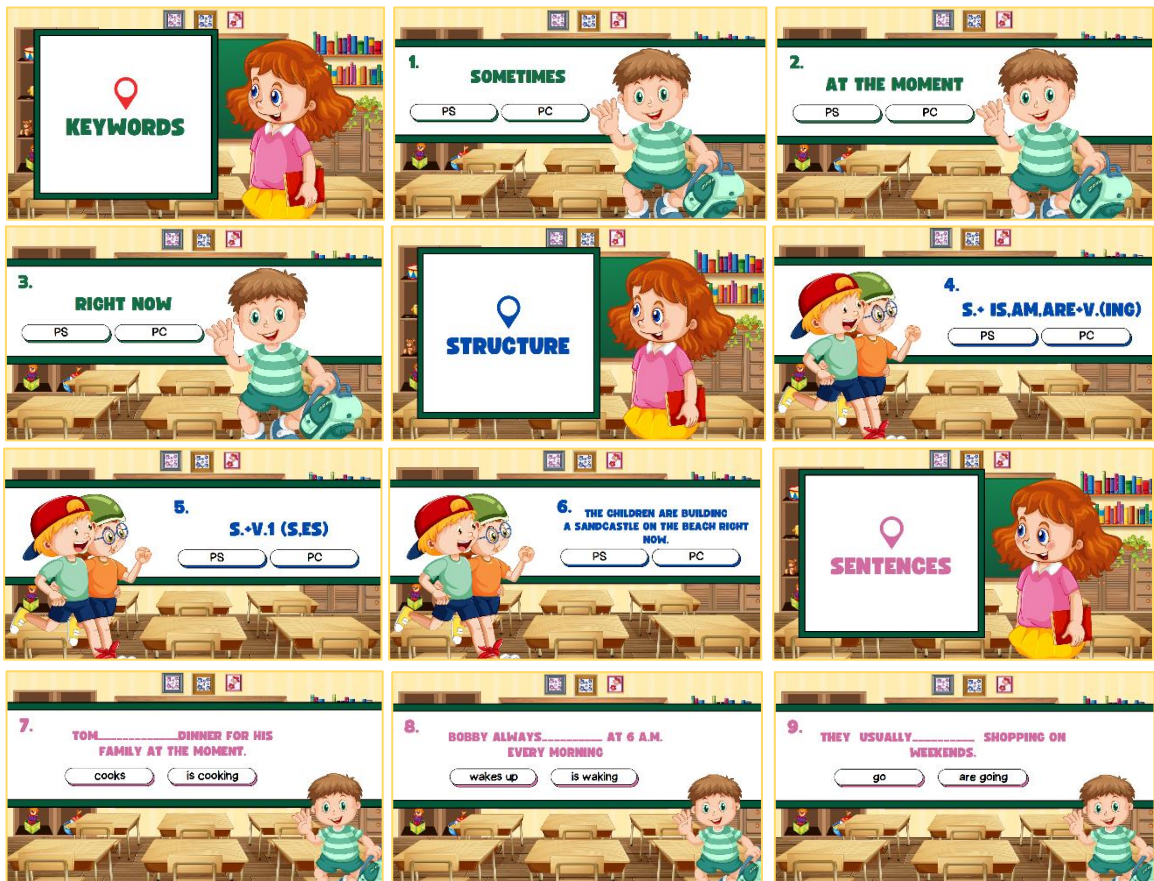 KEYWORDS
1.
SOMETIMES
PS PC
2.
AT THE MOMENT
PS PC
3.
RIGHT NOW
PS PC
STRUCTURE
4.
S.+ IS,AM,ARE+V.(ING)
PS PC
5.
S.+V.1 (S,ES)
PS PC
6.
THE CHILDREN ARE BUILDING
A SANDCASTLE ON THE BEACH RIGHT
NOW.
PS PC
SENTENCES
7.
TOM____________DINNER FOR HIS
FAMILY AT THE MOMENT.
cooks is cooking
8.
BOBBY ALWAYS__________ AT 6 A.M.
EVERY MORNING
wakes up is waking
9.
THEY USUALLY__________ SHOPPING ON
WEEKENDS.
go are going